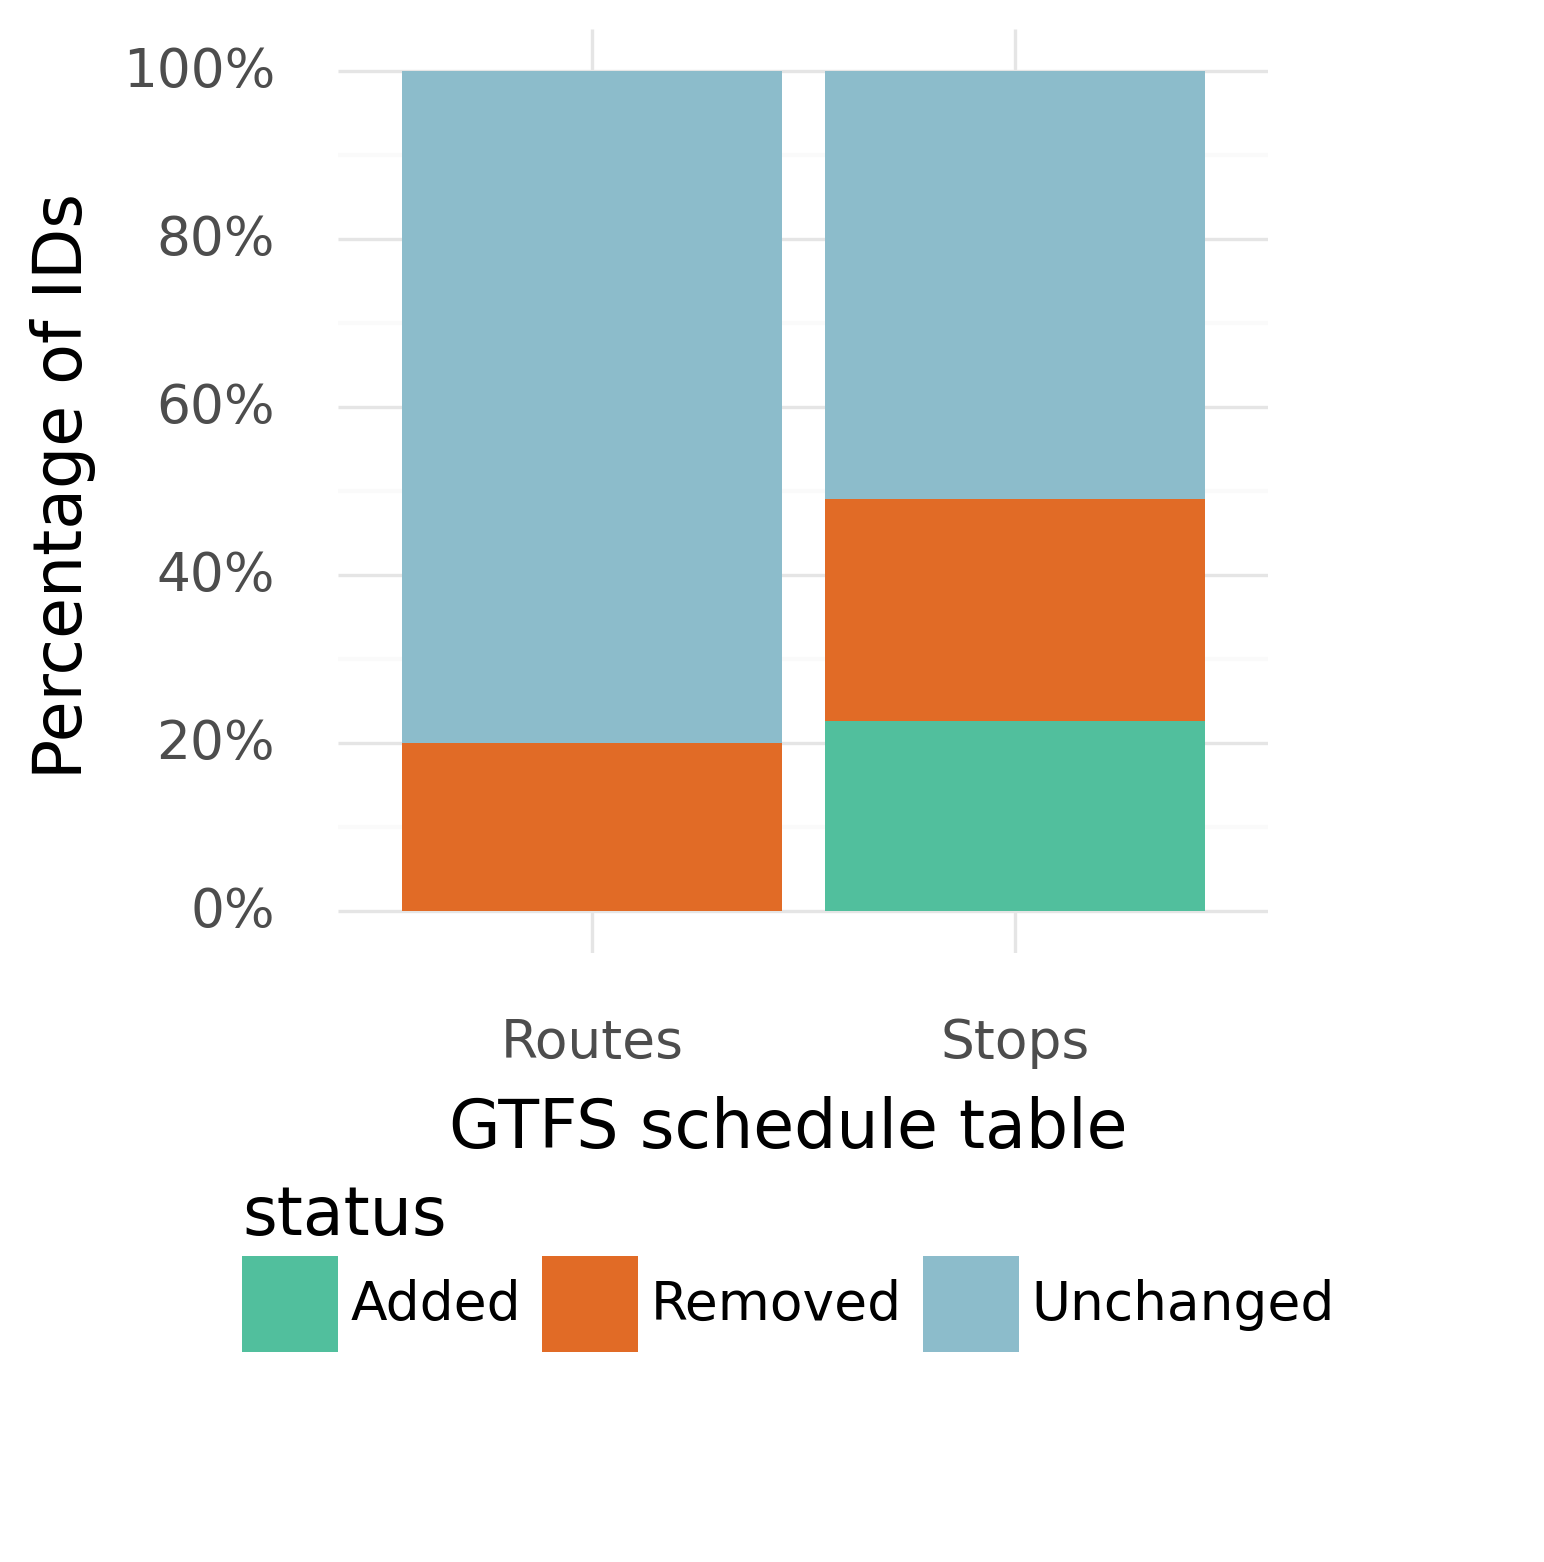 Percentage of IDs
100%
80%
60%
40%
20%
0%
Routes Stops
GTFS schedule table
status
Added Removed Unchanged